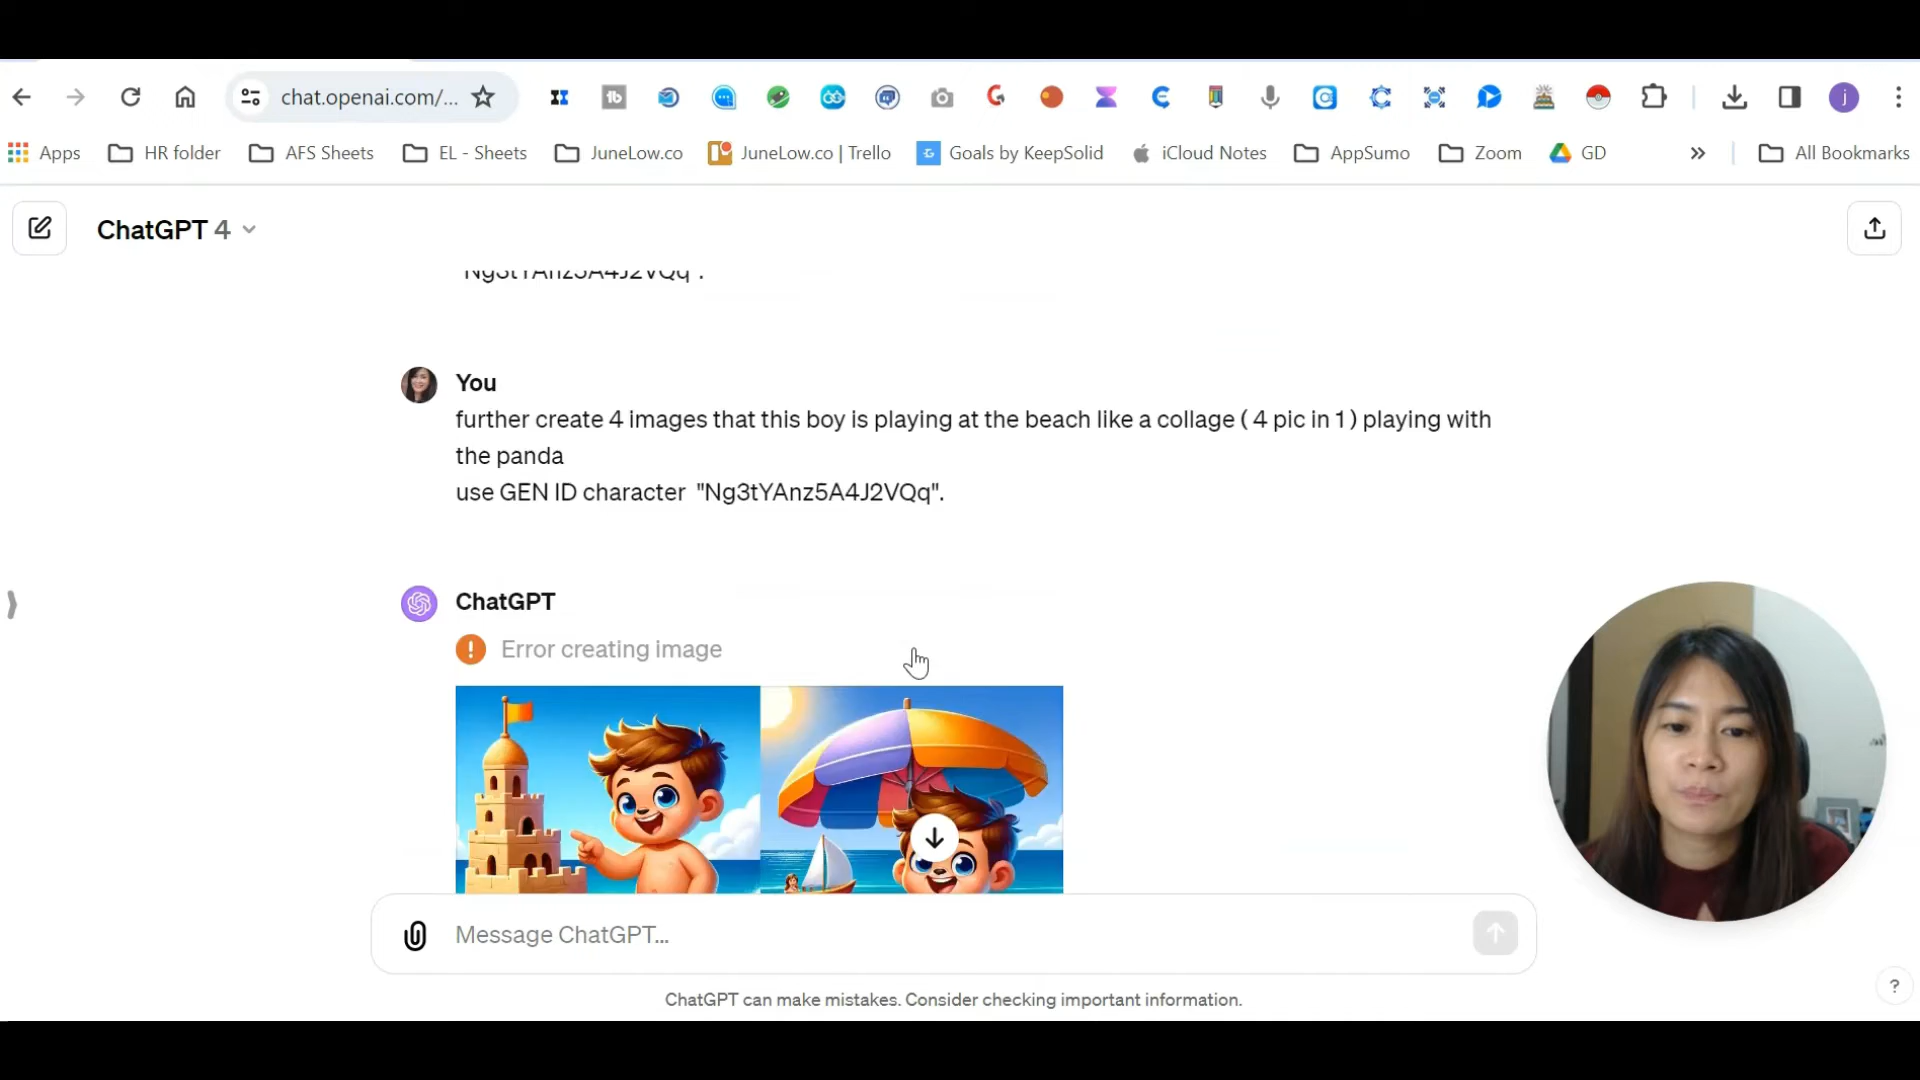 chat.openai.com/...
j
Apps
HR folder
AFS Sheets
EL - Sheets
JuneLow.co
JuneLow.co | Trello
Goals by KeepSolid
iCloud Notes
AppSumo
Zoom
GD
All Bookmarks
ChatGPT 4
"Ng3tYAnz5A4J2VQq".
You
further create 4 images that this boy is playing at the beach like a collage ( 4 pic in 1 ) playing with
the panda
use GEN ID character "Ng3tYAnz5A4J2VQq".
ChatGPT
Error creating image
Message ChatGPT...
ChatGPT can make mistakes. Consider checking important information.
?